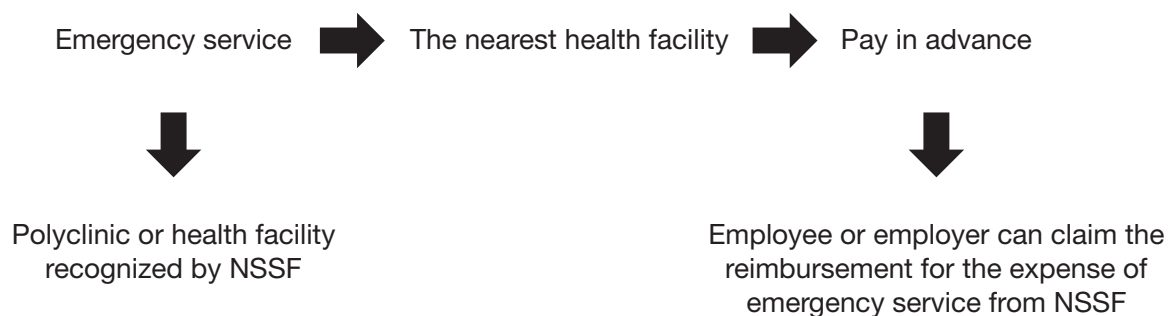 Emergency service
The nearest health facility
Pay in advance
Polyclinic or health facility
recognized by NSSF
Employee or employer can claim the
reimbursement for the expense of
emergency service from NSSF